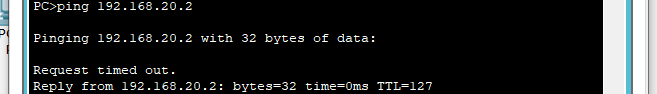 PC>ping 192.168.20.2
Pinging 192.168.20.2 with 32 bytes of data:
Request timed out.
Reply from 192.168.20.2: bytes=32 time=0ms TTL=127